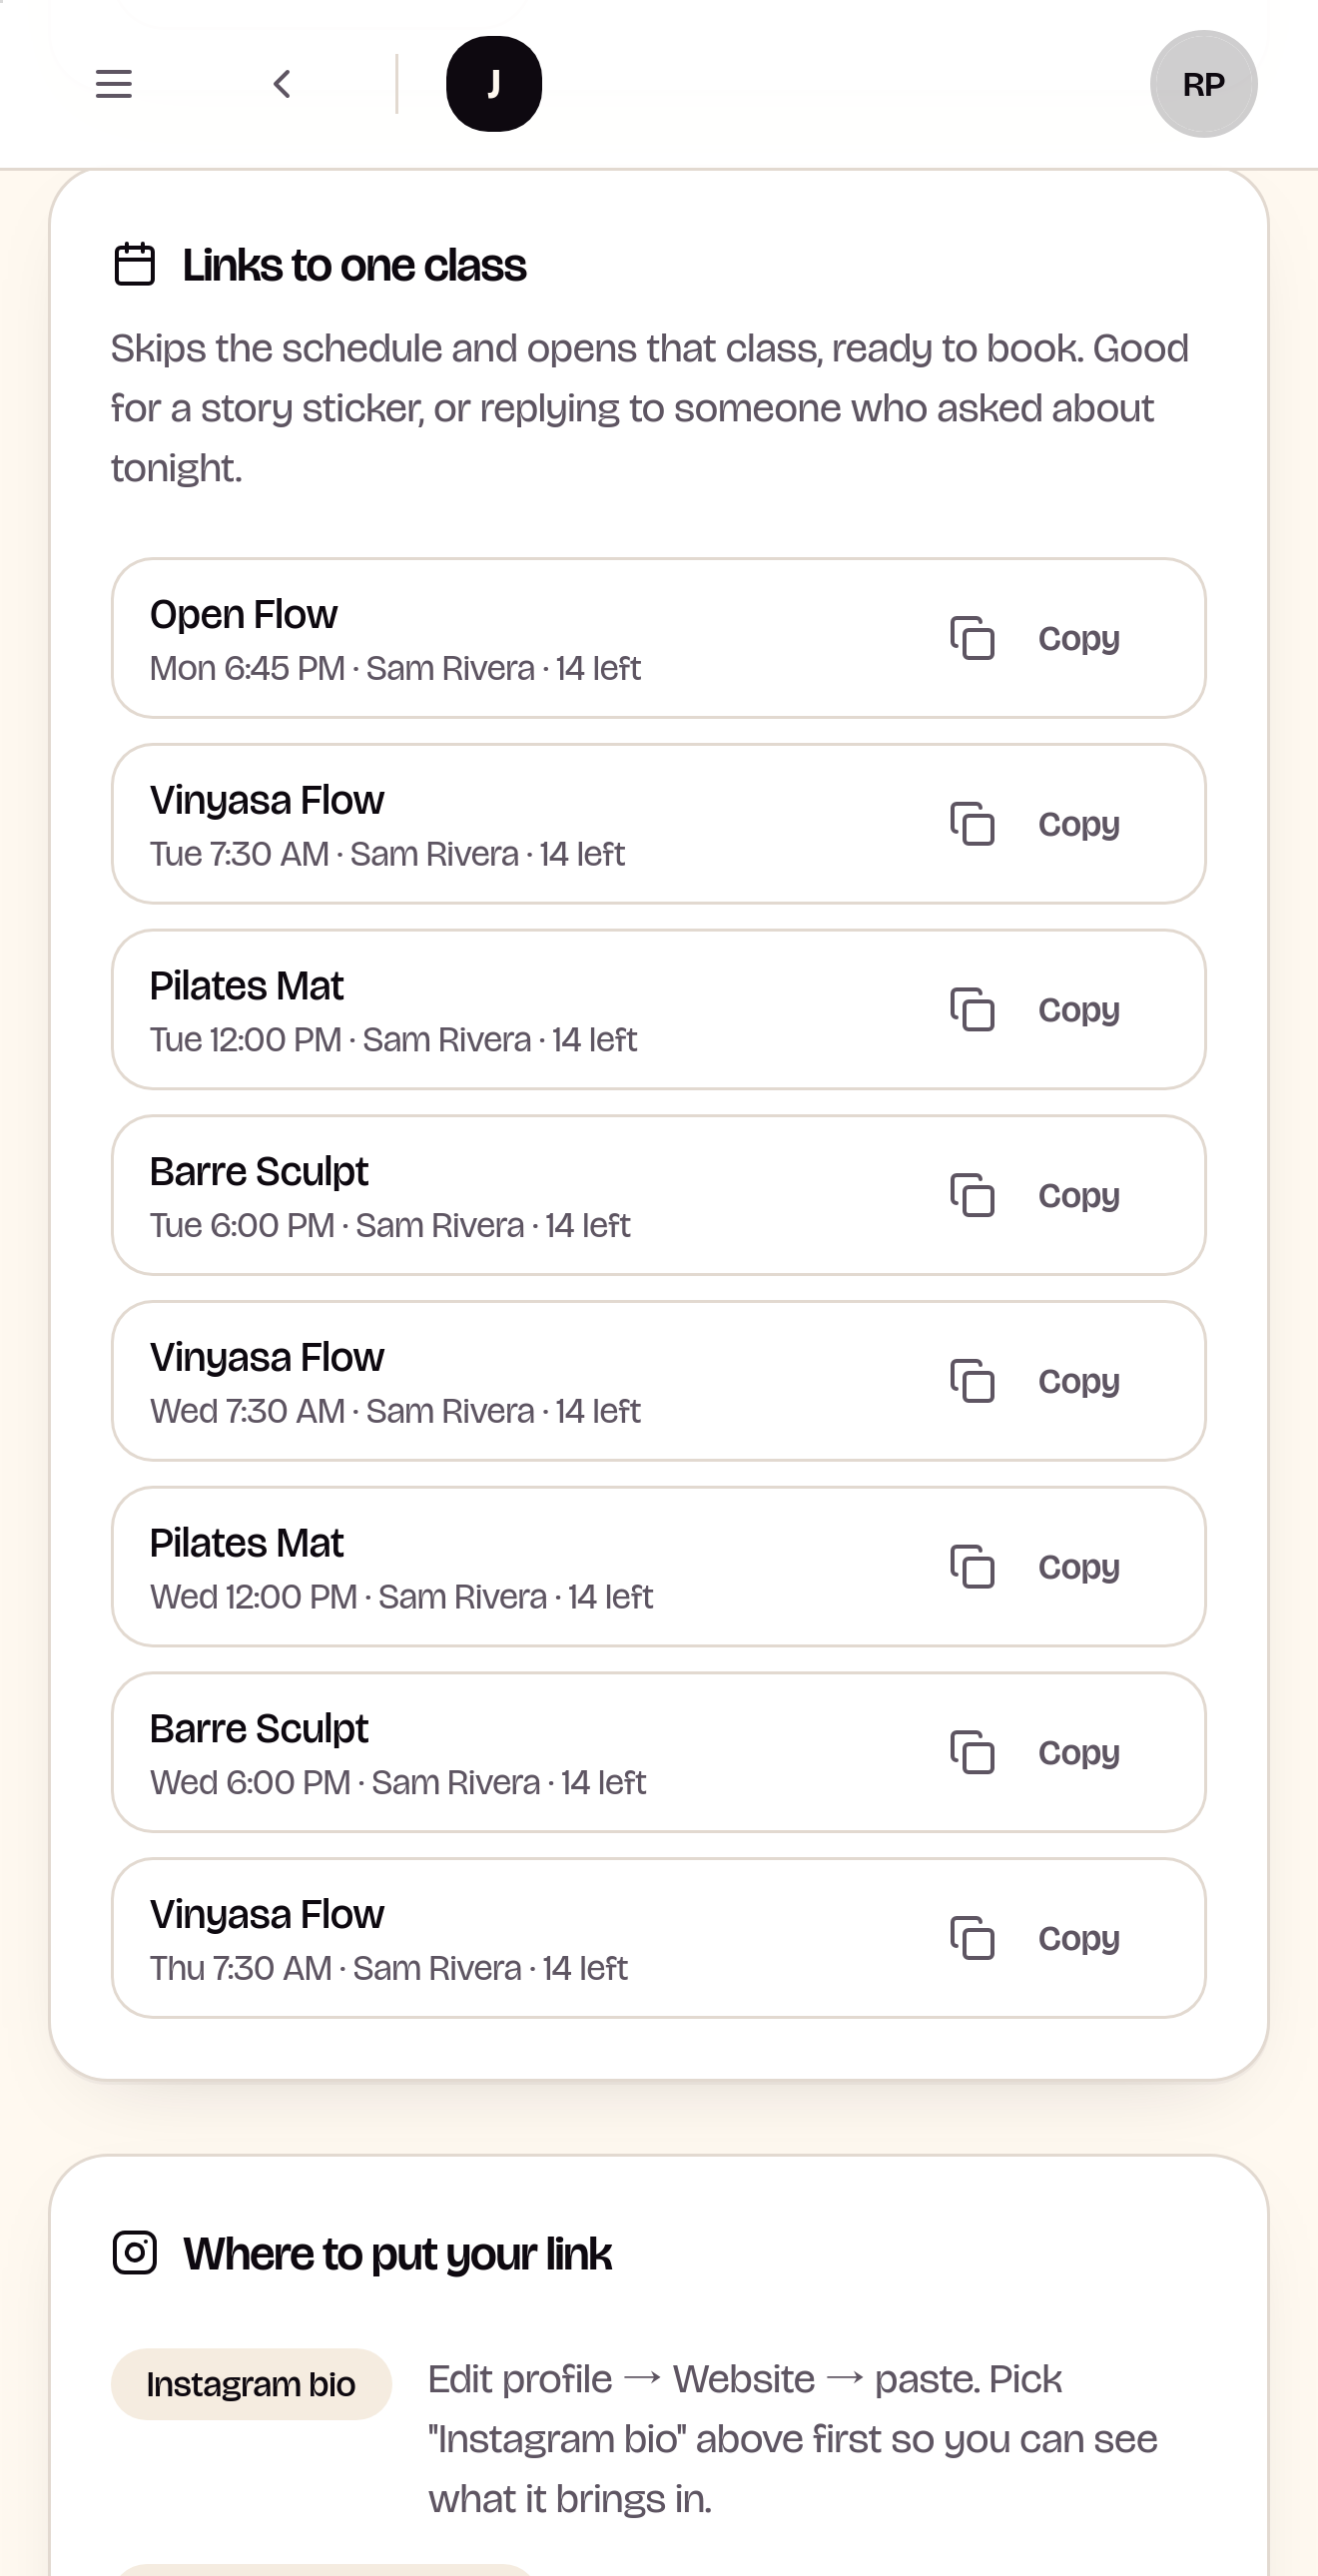 J
RP
Links to one class
Skips the schedule and opens that class, ready to book. Good
for a story sticker, or replying to someone who asked about
tonight.
Open Flow
Mon 6:45 PM · Sam Rivera · 14 left
Copy
Vinyasa Flow
Tue 7:30 AM · Sam Rivera · 14 left
Copy
Pilates Mat
Tue 12:00 PM · Sam Rivera · 14 left
Copy
Barre Sculpt
Tue 6:00 PM · Sam Rivera · 14 left
Copy
Vinyasa Flow
Wed 7:30 AM · Sam Rivera · 14 left
Copy
Pilates Mat
Wed 12:00 PM · Sam Rivera · 14 left
Copy
Barre Sculpt
Wed 6:00 PM · Sam Rivera · 14 left
Copy
Vinyasa Flow
Thu 7:30 AM · Sam Rivera · 14 left
Copy
Where to put your link
Instagram bio
Edit profile → Website → paste. Pick
"Instagram bio" above first so you can see
what it brings in.